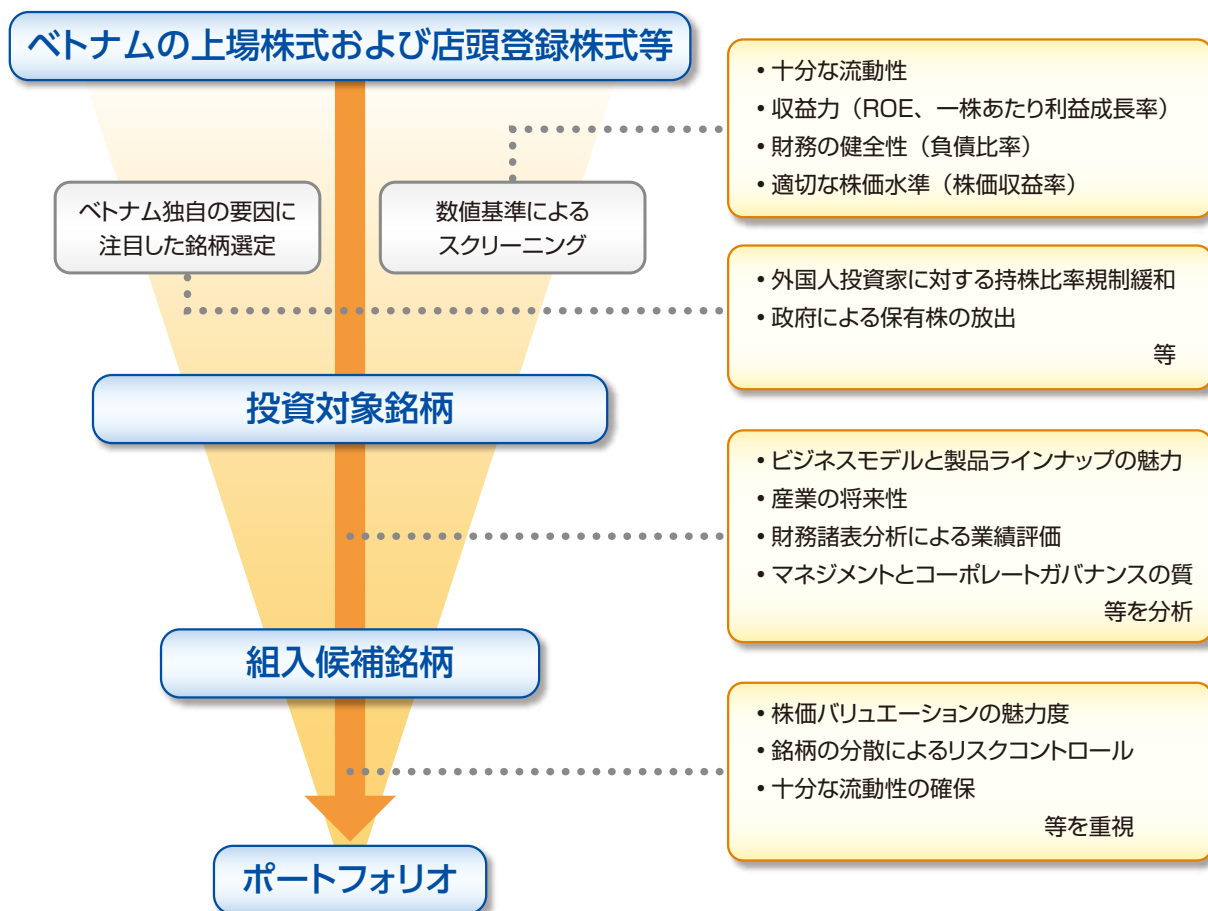 ベトナムの上場株式および店頭登録株式等
・十分な流動性
・収益力（ROE、一株あたり利益成長率）
・財務の健全性（負債比率）
・適切な株価水準（株価収益率）
ベトナム独自の要因に
注目した銘柄選定
数値基準による
スクリーニング
・外国人投資家に対する持株比率規制緩和
・政府による保有株の放出
等
投資対象銘柄
・ビジネスモデルと製品ラインナップの魅力
・産業の将来性
・財務諸表分析による業績評価
・マネジメントとコーポレートガバナンスの質
等を分析
組入候補銘柄
・株価バリュエーションの魅力度
・銘柄の分散によるリスクコントロール
・十分な流動性の確保
等を重視
ポートフォリオ